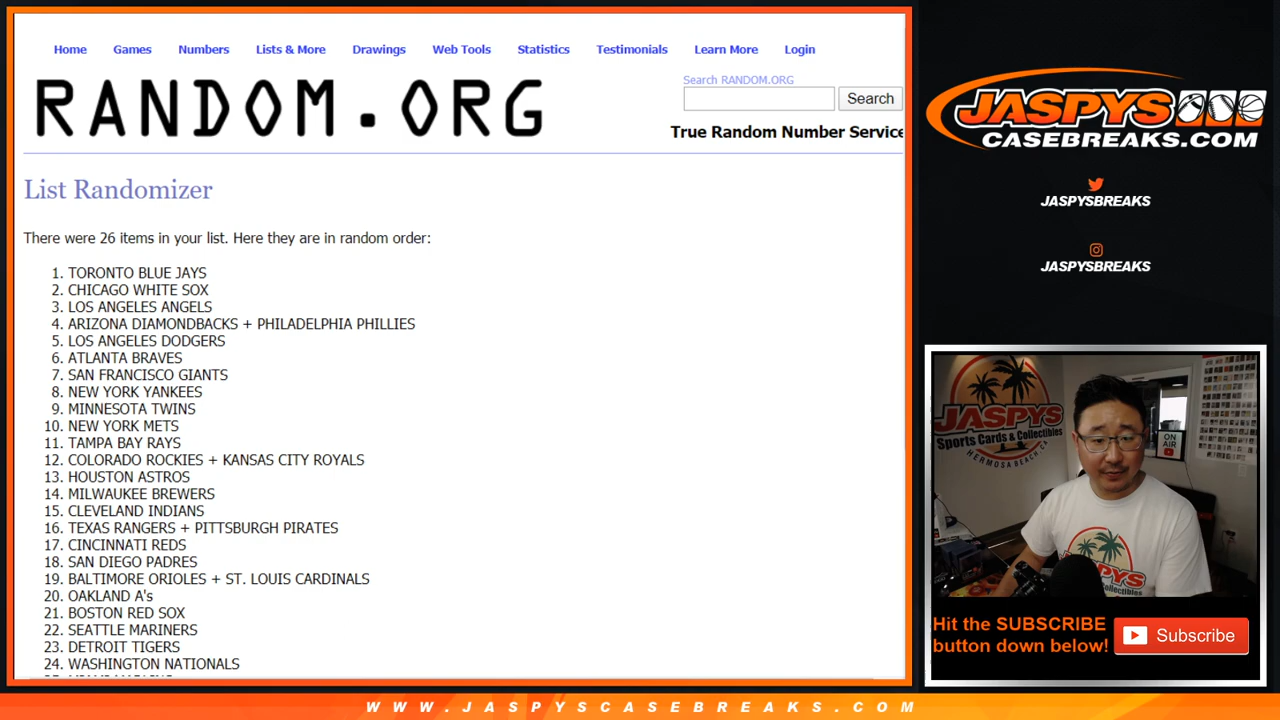 Home Games Numbers Lists & More Drawings Web Tools Statistics Testimonials Learn More Login
RANDOM.ORG
Search RANDOM.ORG
Search
True Random Number Service
List Randomizer
There were 26 items in your list. Here they are in random order:
1. TORONTO BLUE JAYS
2. CHICAGO WHITE SOX
3. LOS ANGELES ANGELS
4. ARIZONA DIAMONDBACKS + PHILADELPHIA PHILLIES
5. LOS ANGELES DODGERS
6. ATLANTA BRAVES
7. SAN FRANCISCO GIANTS
8. NEW YORK YANKEES
9. MINNESOTA TWINS
10. NEW YORK METS
11. TAMPA BAY RAYS
12. COLORADO ROCKIES + KANSAS CITY ROYALS
13. HOUSTON ASTROS
14. MILWAUKEE BREWERS
15. CLEVELAND INDIANS
16. TEXAS RANGERS + PITTSBURGH PIRATES
17. CINCINNATI REDS
18. SAN DIEGO PADRES
19. BALTIMORE ORIOLES + ST. LOUIS CARDINALS
20. OAKLAND A's
21. BOSTON RED SOX
22. SEATTLE MARINERS
23. DETROIT TIGERS
24. WASHINGTON NATIONALS
JASPYS
CASEBREAKS.COM
JASPYSBREAKS
JASPYSBREAKS
JASPYS
Sports Cards & Collectibles
HERMOSA BEACH, CA
ON
AIR
JASPYS
Hit the SUBSCRIBE
button down below!
Subscribe
WWW.JASPYSCASEBREAKS.COM